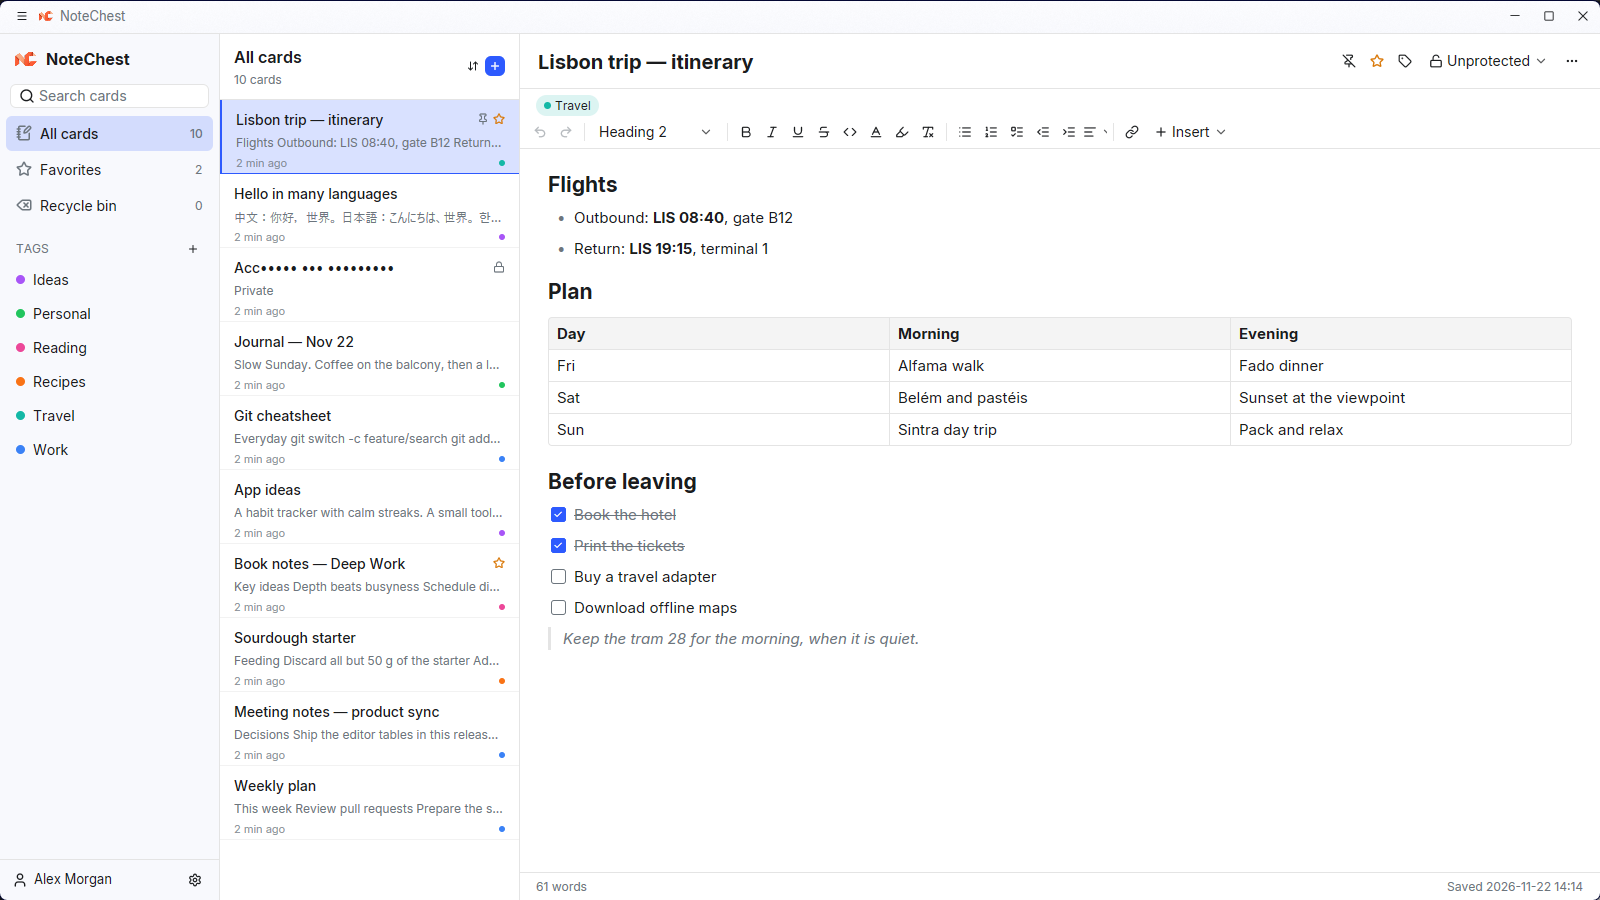 NoteChest
NoteChest
Search cards
All cards 10
Favorites 2
Recycle bin 0
TAGS
Ideas
Personal
Reading
Recipes
Travel
Work
Alex Morgan
All cards
10 cards
Lisbon trip — itinerary
Flights Outbound: LIS 08:40, gate B12 Return...
2 min ago
Hello in many languages
中文：你好，世界。日本語：こんにちは、世界。한...
2 min ago
Acc••••• ••• •••••••••
Private
2 min ago
Journal — Nov 22
Slow Sunday. Coffee on the balcony, then a l...
2 min ago
Git cheatsheet
Everyday git switch -c feature/search git add...
2 min ago
App ideas
A habit tracker with calm streaks. A small tool...
2 min ago
Book notes — Deep Work
Key ideas Depth beats busyness Schedule di...
2 min ago
Sourdough starter
Feeding Discard all but 50 g of the starter Ad...
2 min ago
Meeting notes — product sync
Decisions Ship the editor tables in this releas...
2 min ago
Weekly plan
This week Review pull requests Prepare the s...
2 min ago
Lisbon trip — itinerary
Unprotected
Travel
Heading 2
Insert
Flights
• Outbound: LIS 08:40, gate B12
• Return: LIS 19:15, terminal 1
Plan
Day Morning Evening
Fri Alfama walk Fado dinner
Sat Belém and pastéis Sunset at the viewpoint
Sun Sintra day trip Pack and relax
Before leaving
Book the hotel
Print the tickets
Buy a travel adapter
Download offline maps
Keep the tram 28 for the morning, when it is quiet.
61 words
Saved 2026-11-22 14:14